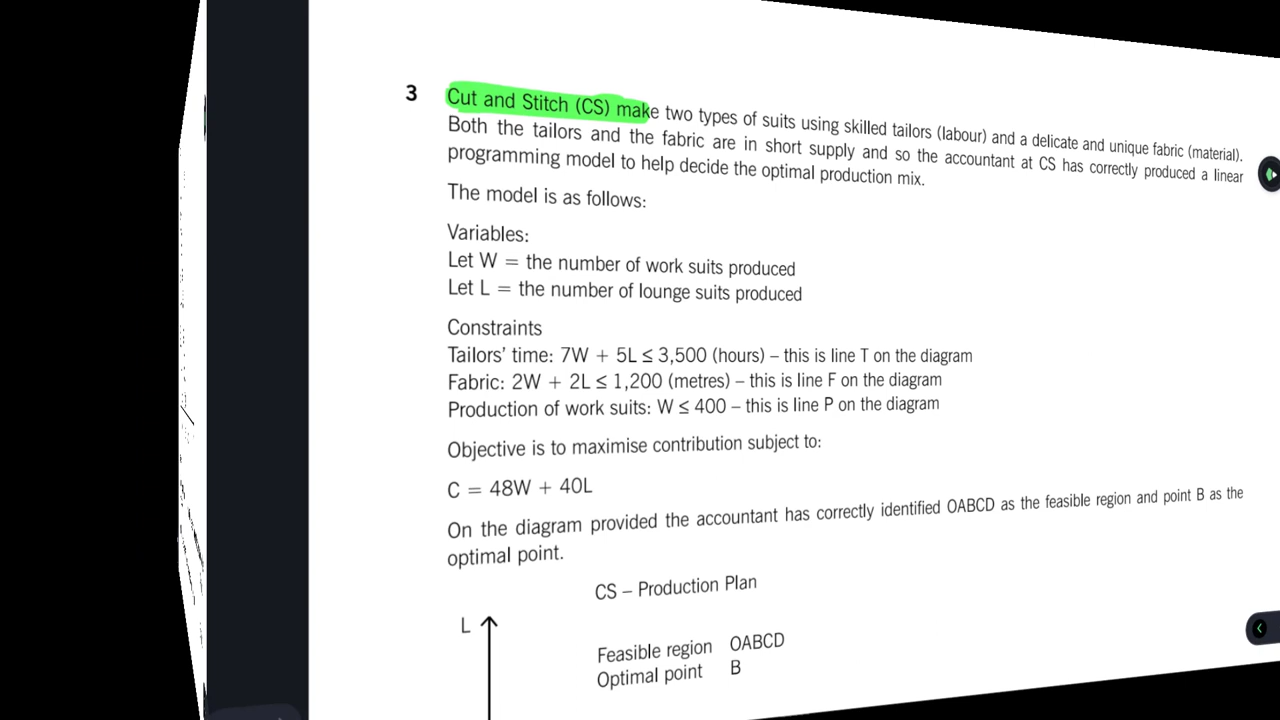 3 Cut and Stitch (CS) make two types of suits using skilled tailors (labour) and a delicate and unique fabric (material).
Both the tailors and the fabric are in short supply and so the accountant at CS has correctly produced a linear
programming model to help decide the optimal production mix.
The model is as follows:
Variables:
Let W = the number of work suits produced
Let L = the number of lounge suits produced
Constraints
Tailors' time: 7W + 5L ≤ 3,500 (hours) – this is line T on the diagram
Fabric: 2W + 2L ≤ 1,200 (metres) – this is line F on the diagram
Production of work suits: W ≤ 400 – this is line P on the diagram
Objective is to maximise contribution subject to:
C = 48W + 40L
On the diagram provided the accountant has correctly identified OABCD as the feasible region and point B as the
optimal point.
CS – Production Plan
L
Feasible region OABCD
Optimal point B